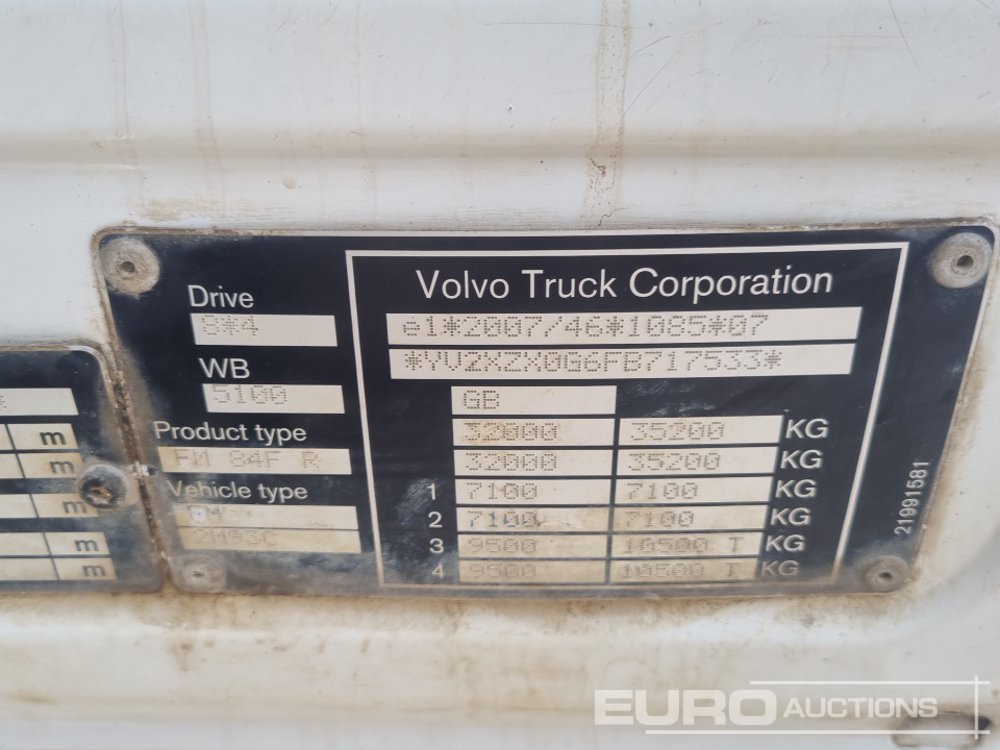 Volvo Truck Corporation
Drive
8*4
e1*2007/46*1085*07
*YV2XZX0G6FB717533*
WB
5100
GB
Product type
FM 84F R
32000 35200 KG
32000 35200 KG
Vehicle type
2M93C
1 7100 7100 KG
2 7100 7100 KG
3 9500 10500 T KG
4 9500 10500 T KG
21991581
m
m
m
m
m
EURO AUCTIONS